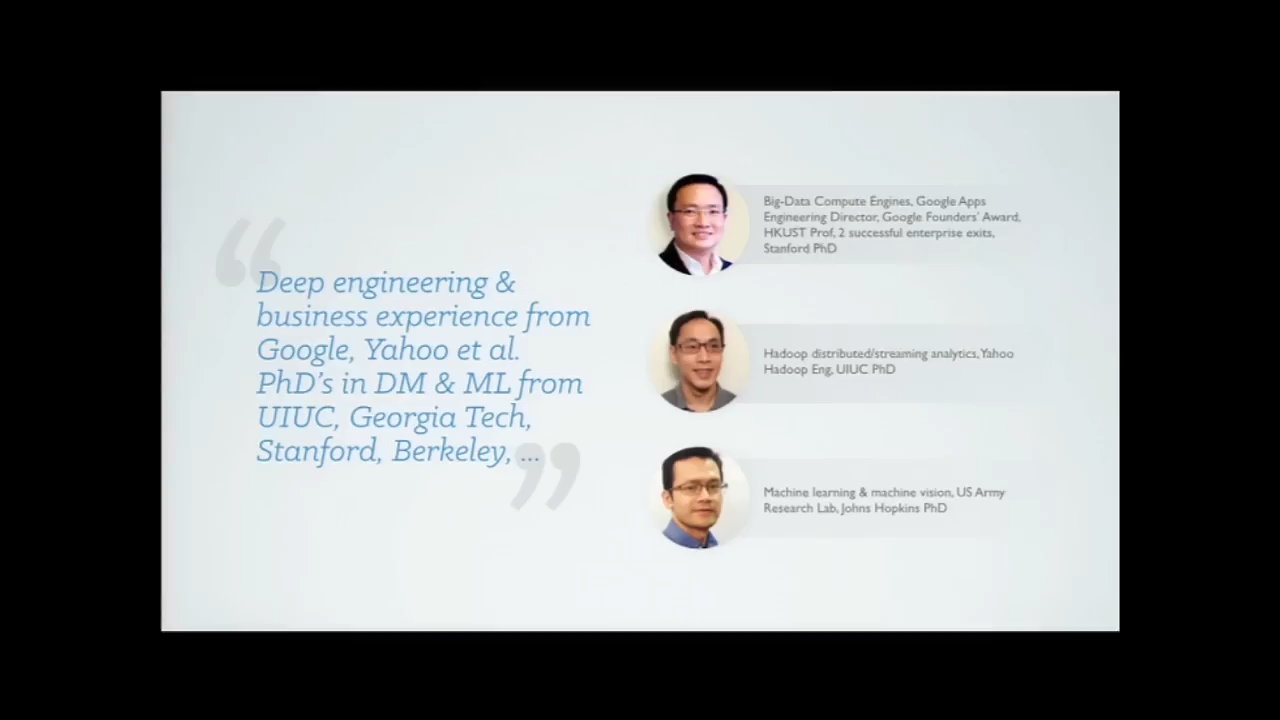 “
Deep engineering &
business experience from
Google, Yahoo et al.
PhD's in DM & ML from
UIUC, Georgia Tech,
Stanford, Berkeley, ...
”
Big-Data Compute Engines, Google Apps
Engineering Director, Google Founders' Award,
HKUST Prof, 2 successful enterprise exits,
Stanford PhD
Hadoop distributed/streaming analytics, Yahoo
Hadoop Eng, UIUC PhD
Machine learning & machine vision, US Army
Research Lab, Johns Hopkins PhD